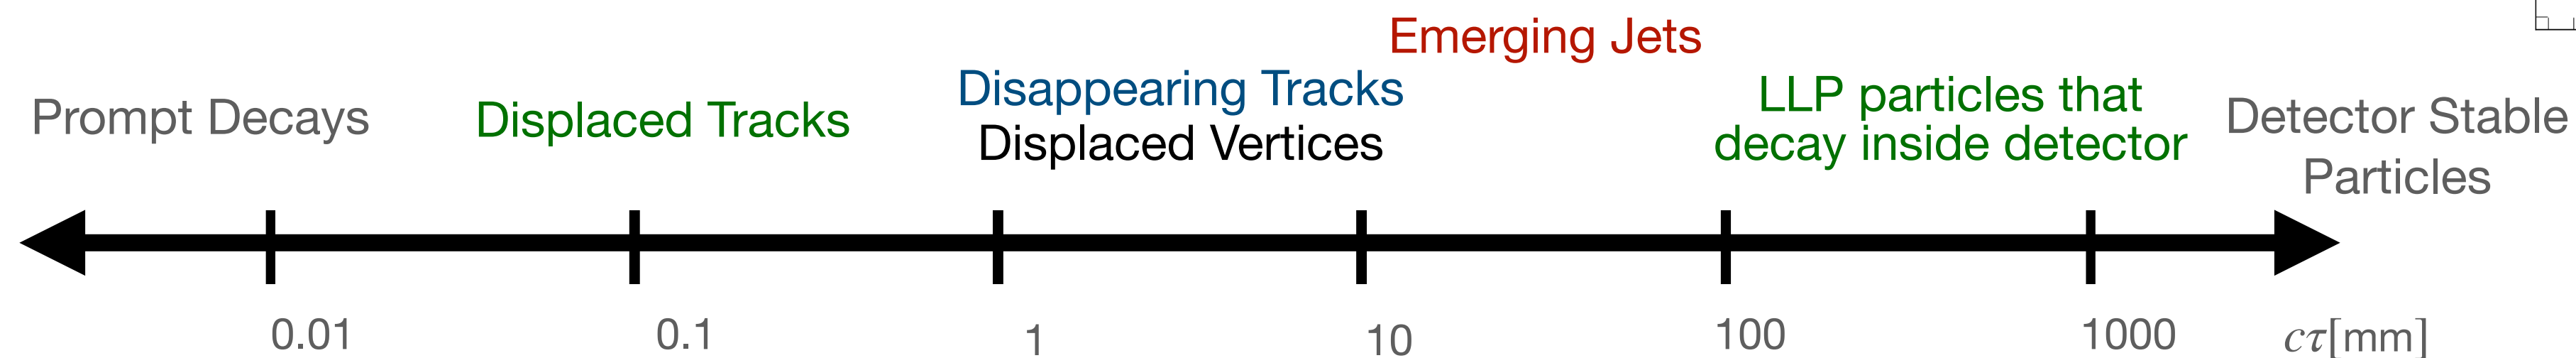 Emerging Jets
Prompt Decays
Displaced Tracks
Disappearing Tracks
Displaced Vertices
LLP particles that
decay inside detector
Detector Stable
Particles
0.01
0.1
1
10
100
1000
cτ[mm]